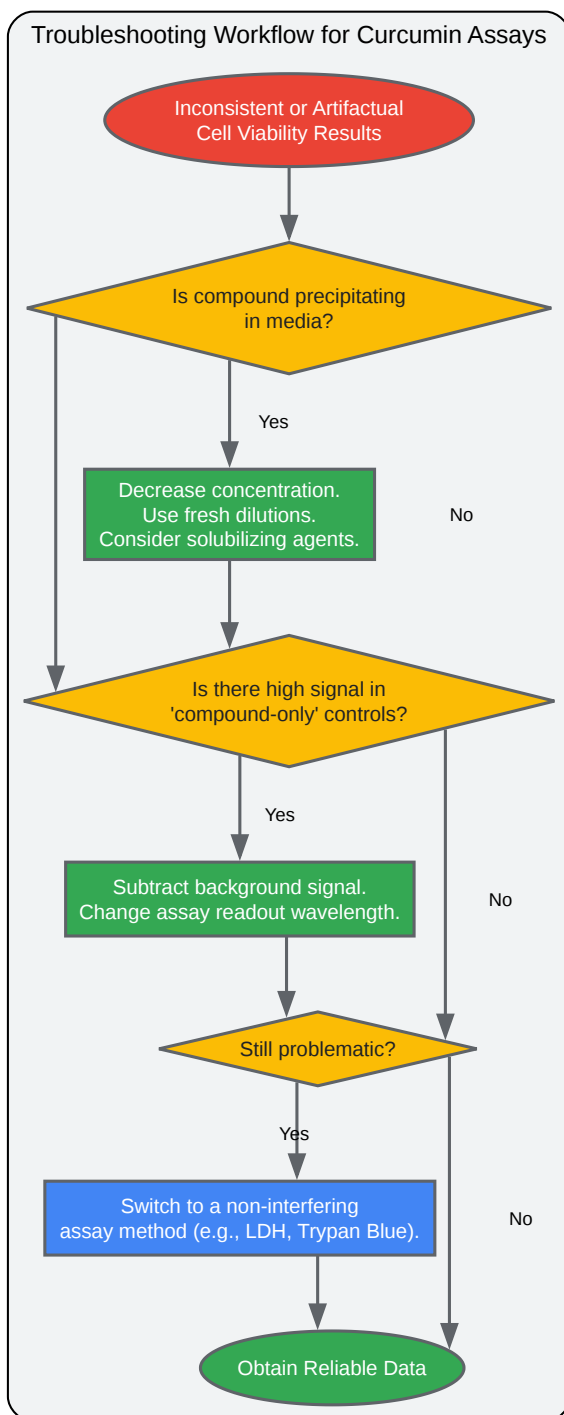 Troubleshooting Workflow for Curcumin Assays
Inconsistent or Artifactual
Cell Viability Results
Is compound precipitating
in media?
Yes
Decrease concentration.
Use fresh dilutions.
Consider solubilizing agents.
No
Is there high signal in
'compound-only' controls?
Yes
Subtract background signal.
Change assay readout wavelength.
No
Still problematic?
Yes
Switch to a non-interfering
assay method (e.g., LDH, Trypan Blue).
No
Obtain Reliable Data